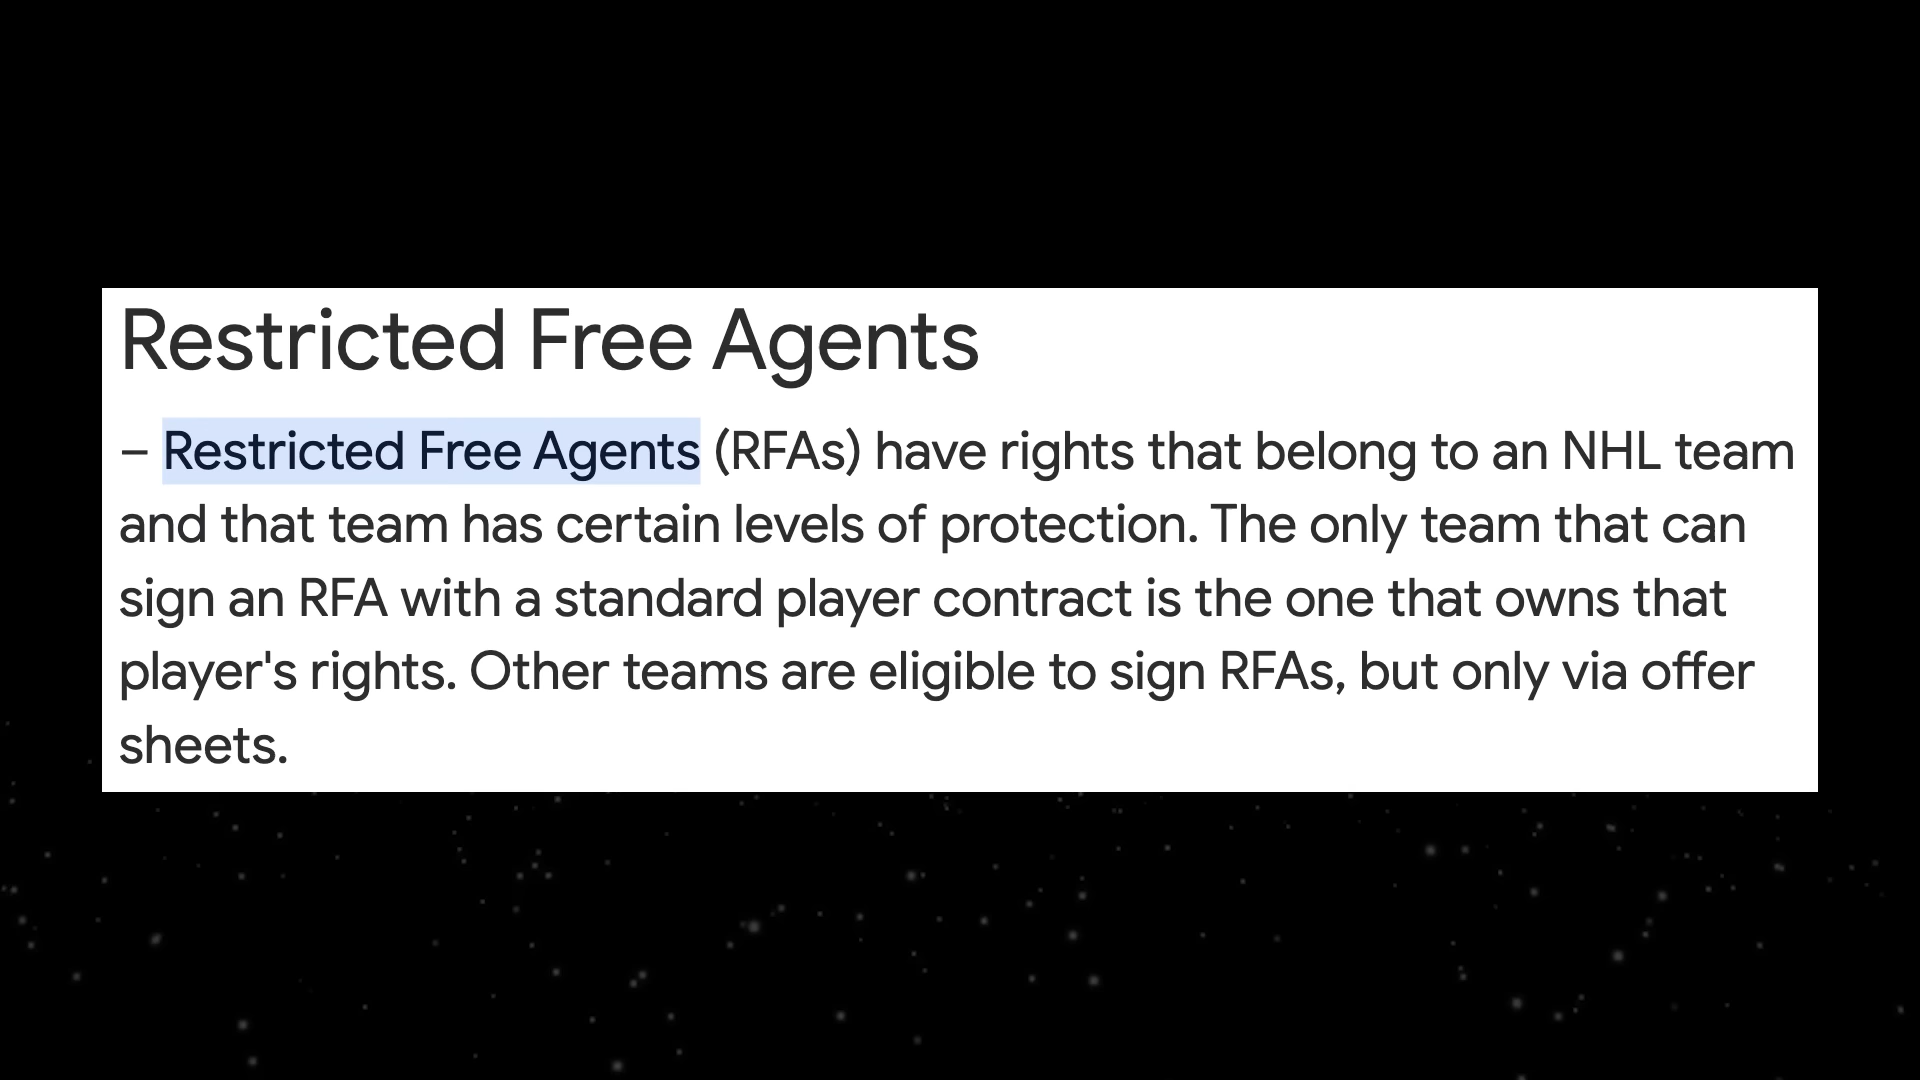 Restricted Free Agents
– Restricted Free Agents (RFAs) have rights that belong to an NHL team
and that team has certain levels of protection. The only team that can
sign an RFA with a standard player contract is the one that owns that
player's rights. Other teams are eligible to sign RFAs, but only via offer
sheets.